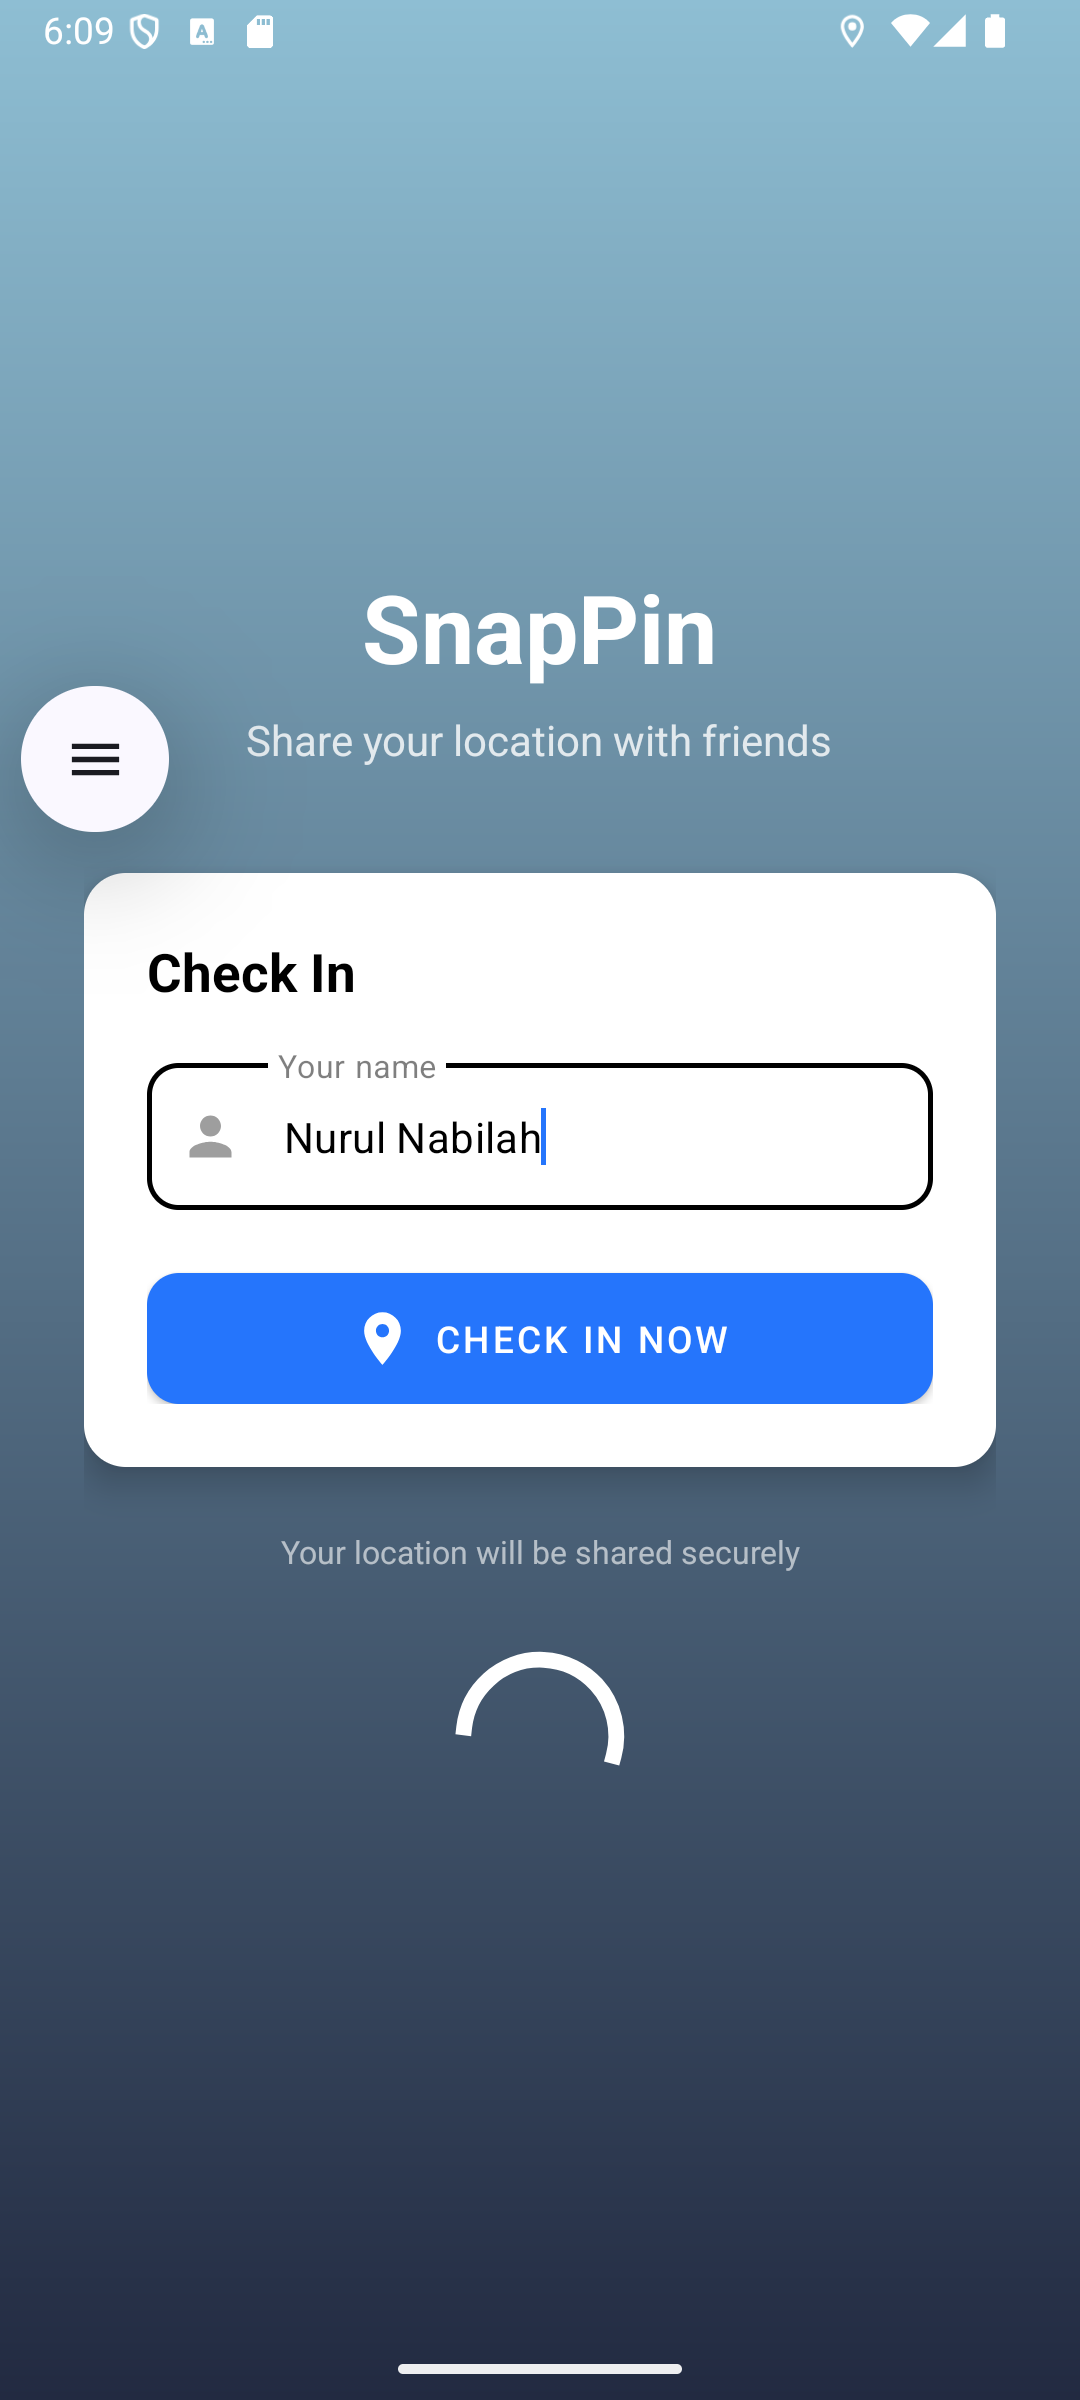 6:09
SnapPin
Share your location with friends
Check In
Your name
Nurul Nabilah
CHECK IN NOW
Your location will be shared securely